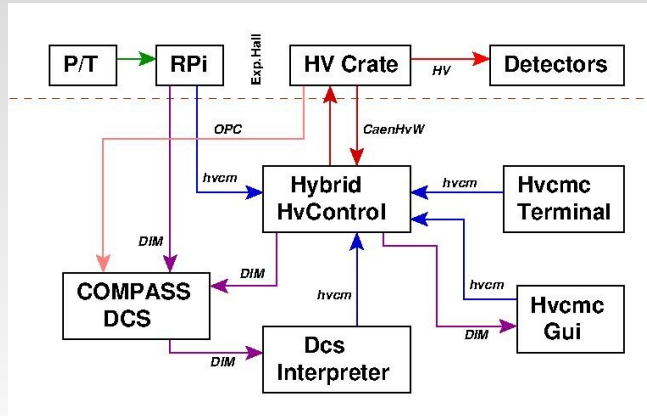 P/T
RPi
Exp.Hall
HV Crate
HV
Detectors
OPC
CaenHvW
hvcm
Hybrid
HvControl
hvcm
Hvcmc
Terminal
DIM
DIM
COMPASS
DCS
hvcm
hvcm
Hvcmc
Gui
DIM
Dcs
Interpreter
DIM